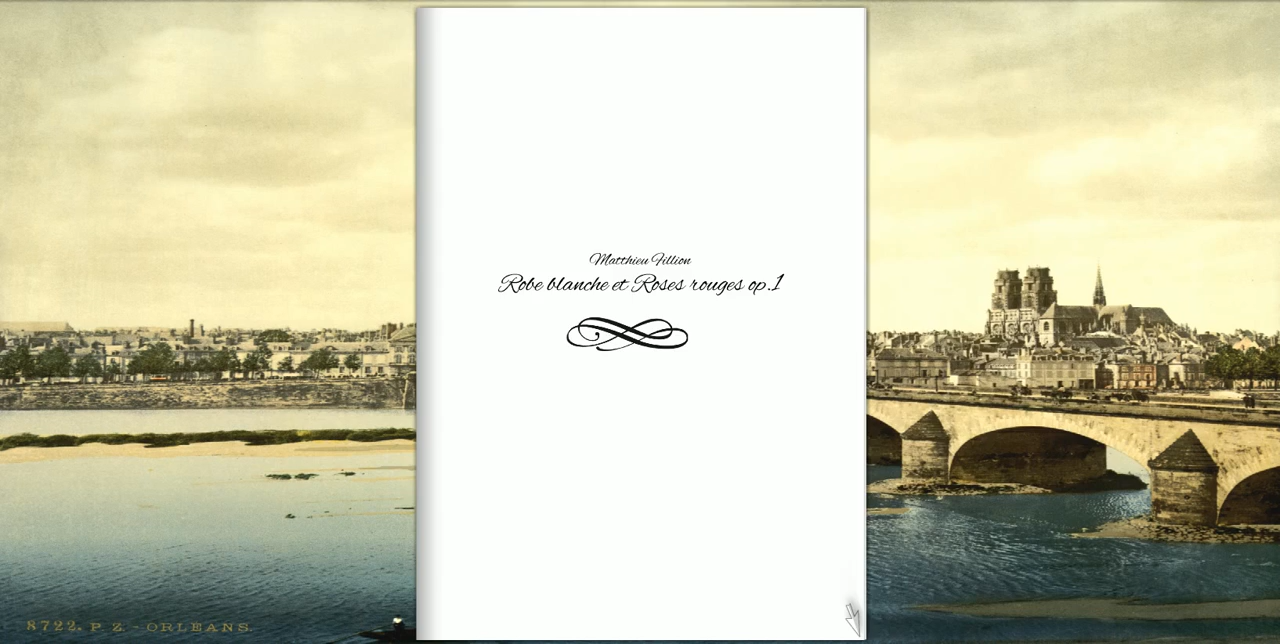 Matthieu Fillion
Robe blanche et Roses rouges op.1
8722. P. Z. - ORLEANS.